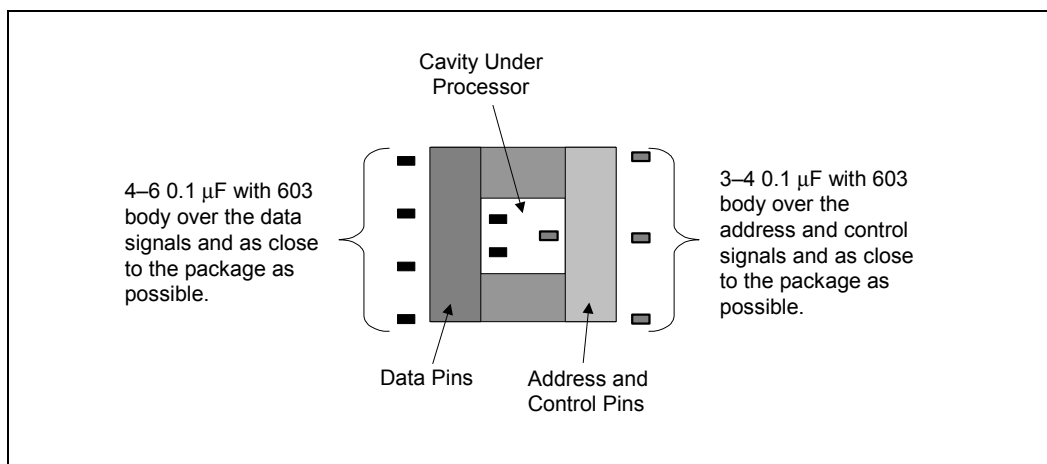 Cavity Under
Processor
4–6 0.1 μF with 603
body over the data
signals and as close
to the package as
possible.
3–4 0.1 μF with 603
body over the
address and control
signals and as close
to the package as
possible.
Data Pins
Address and
Control Pins